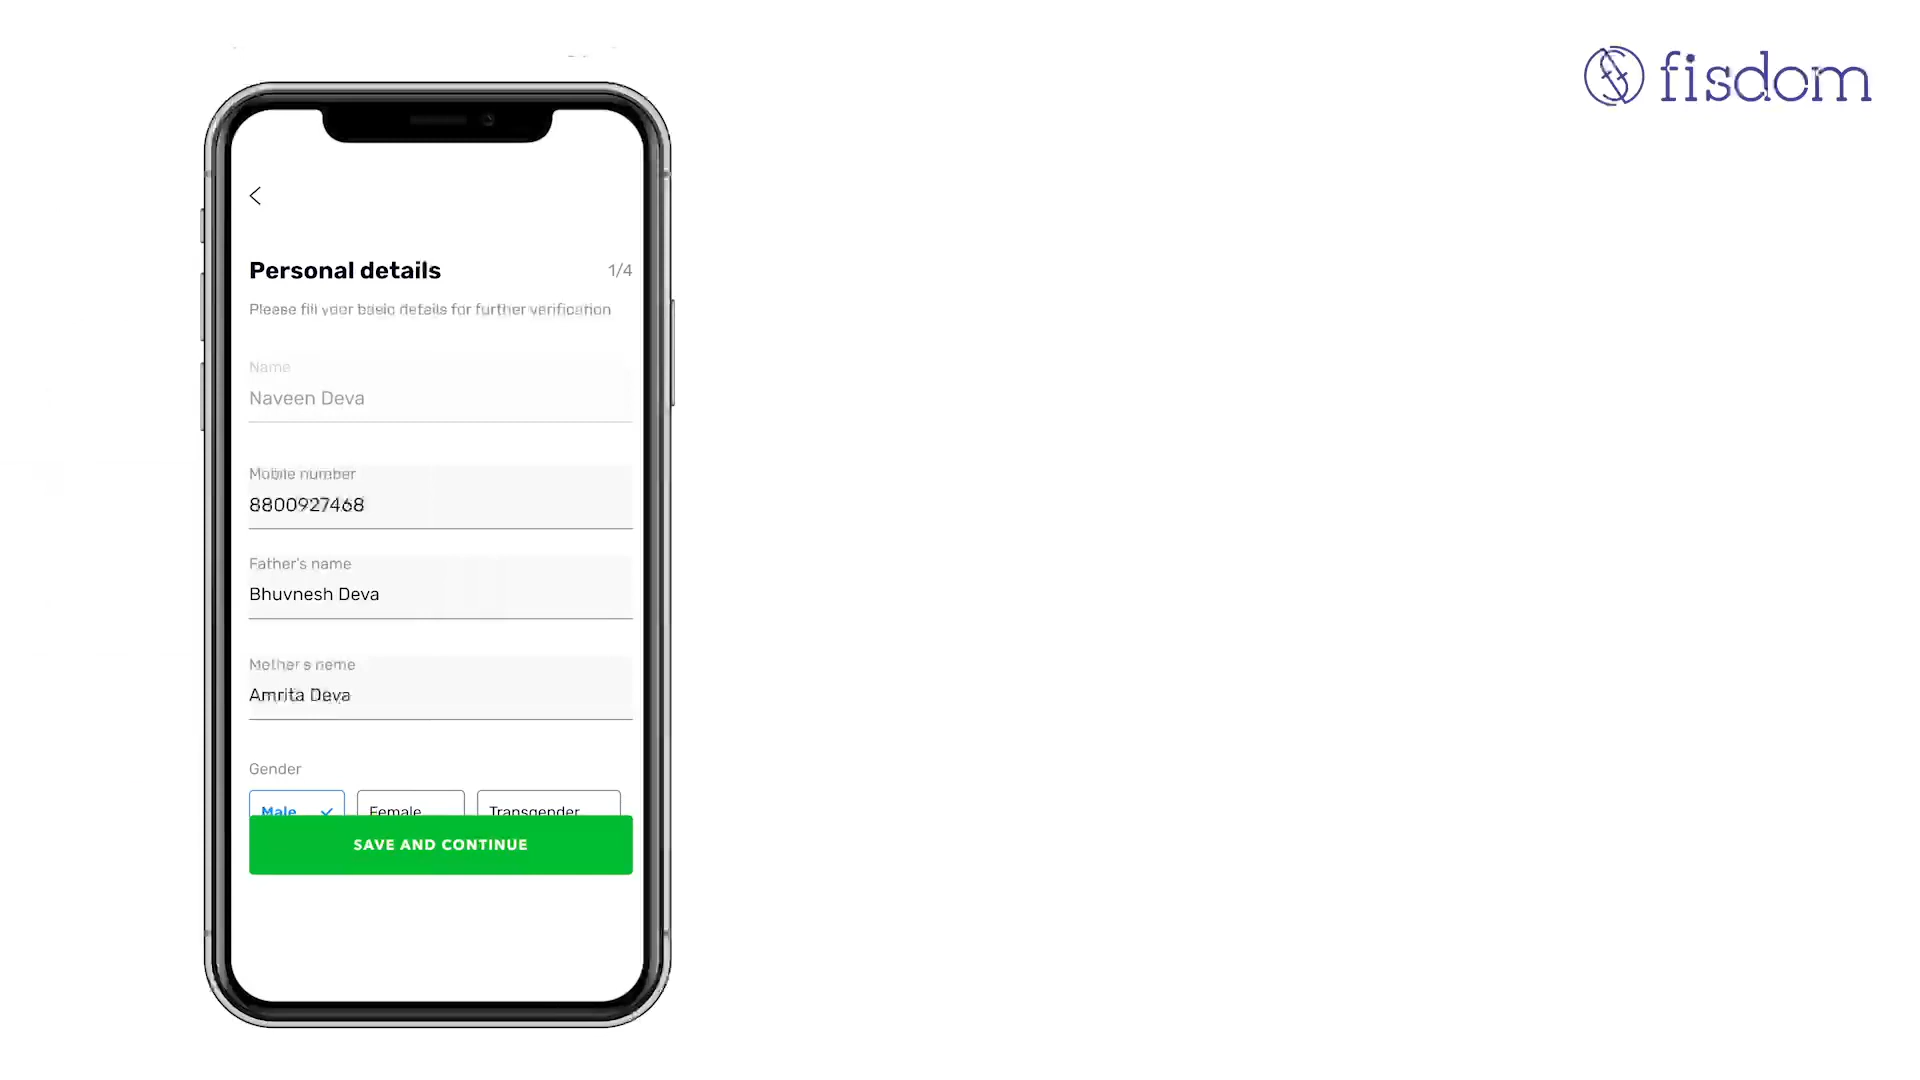 fisdom
Personal details 1/4
Please fill your basic details for further verification
Name
Naveen Deva
Mobile number
8800927468
Father's name
Bhuvnesh Deva
Mother's name
Amrita Deva
Gender
Male Female Transgender
SAVE AND CONTINUE